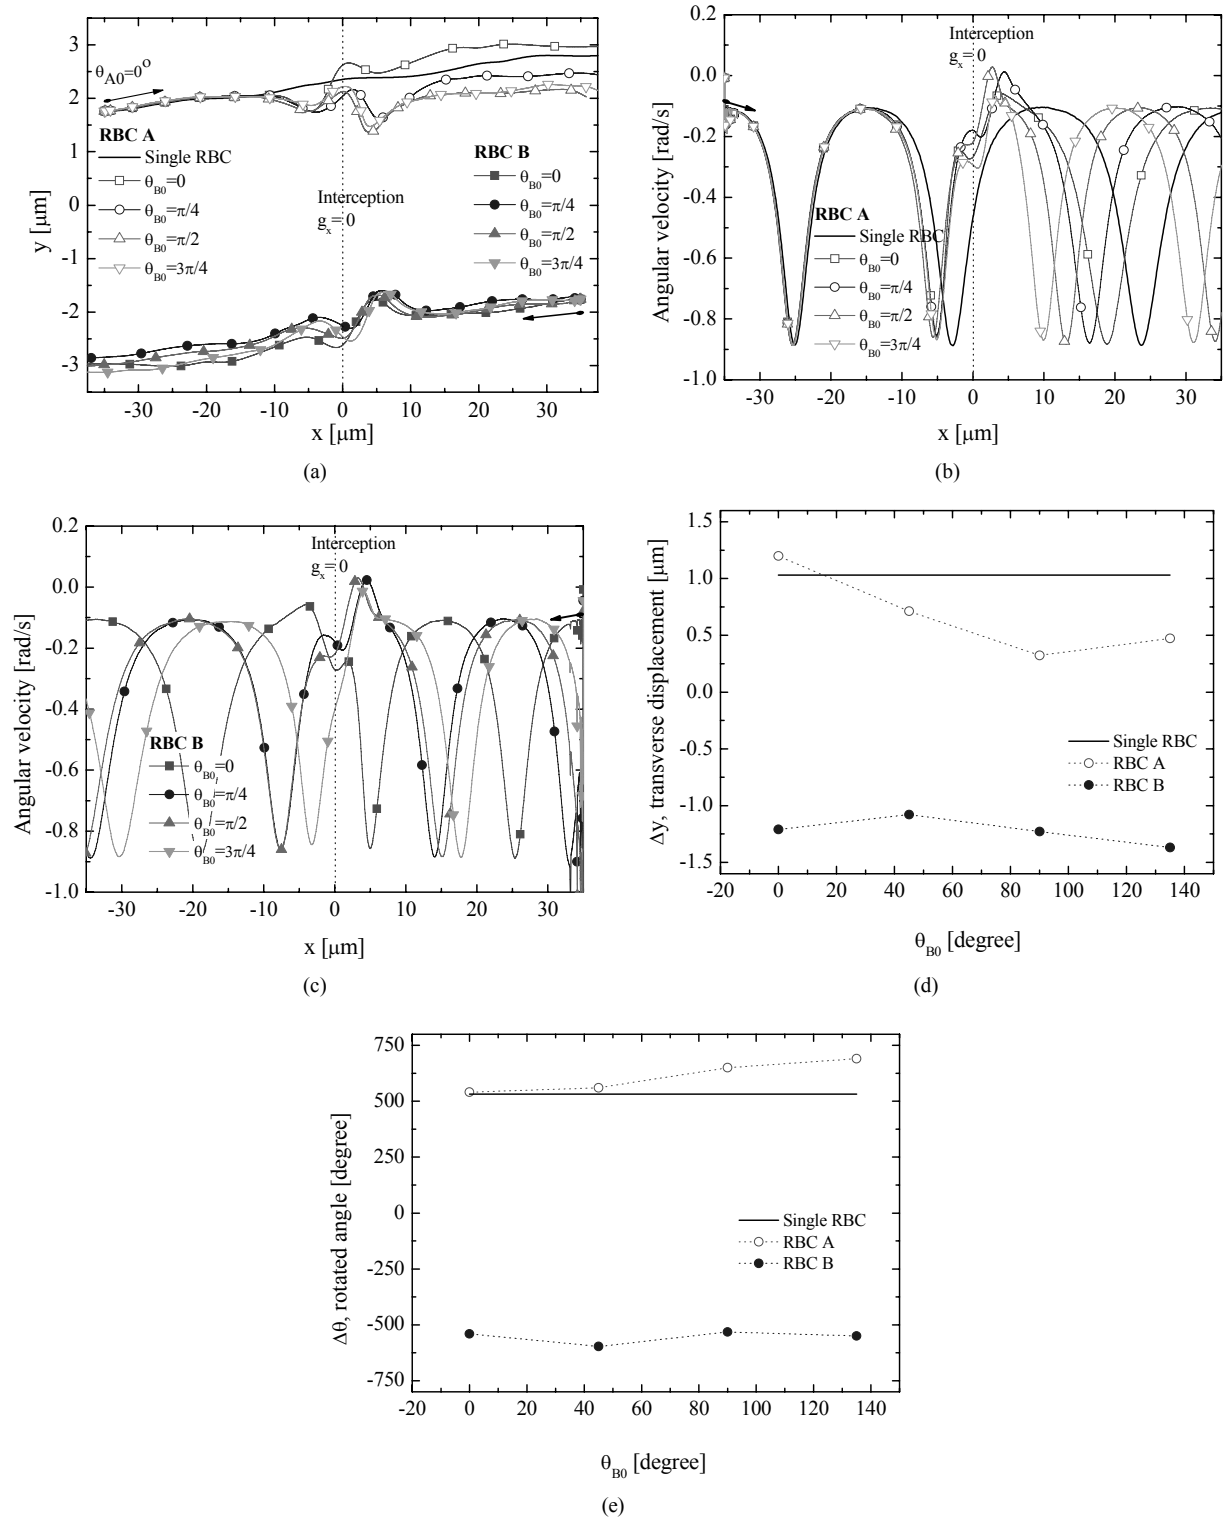 3
2
1
0
-1
-2
-3
y [μm]
θA0=0°
RBC A
Single RBC
θB0=0
θB0=π/4
θB0=π/2
θB0=3π/4
RBC B
θB0=0
θB0=π/4
θB0=π/2
θB0=3π/4
Interception
gx=0
-30 -20 -10 0 10 20 30
x [μm]
(a)
0.2
0.0
-0.2
-0.4
-0.6
-0.8
-1.0
Angular velocity [rad/s]
Interception
gx=0
RBC A
Single RBC
θB0=0
θB0=π/4
θB0=π/2
θB0=3π/4
-30 -20 -10 0 10 20 30
x [μm]
(b)
0.2
0.0
-0.2
-0.4
-0.6
-0.8
-1.0
Angular velocity [rad/s]
Interception
gx=0
RBC B
θB0=0
θB0=π/4
θB0=π/2
θB0=3π/4
-30 -20 -10 0 10 20 30
x [μm]
(c)
1.5
1.0
0.5
0.0
-0.5
-1.0
-1.5
Δy, transverse displacement [μm]
Single RBC
RBC A
RBC B
-20 0 20 40 60 80 100 120 140
θB0 [degree]
(d)
750
500
250
0
-250
-500
-750
Δθ, rotated angle [degree]
Single RBC
RBC A
RBC B
-20 0 20 40 60 80 100 120 140
θB0 [degree]
(e)